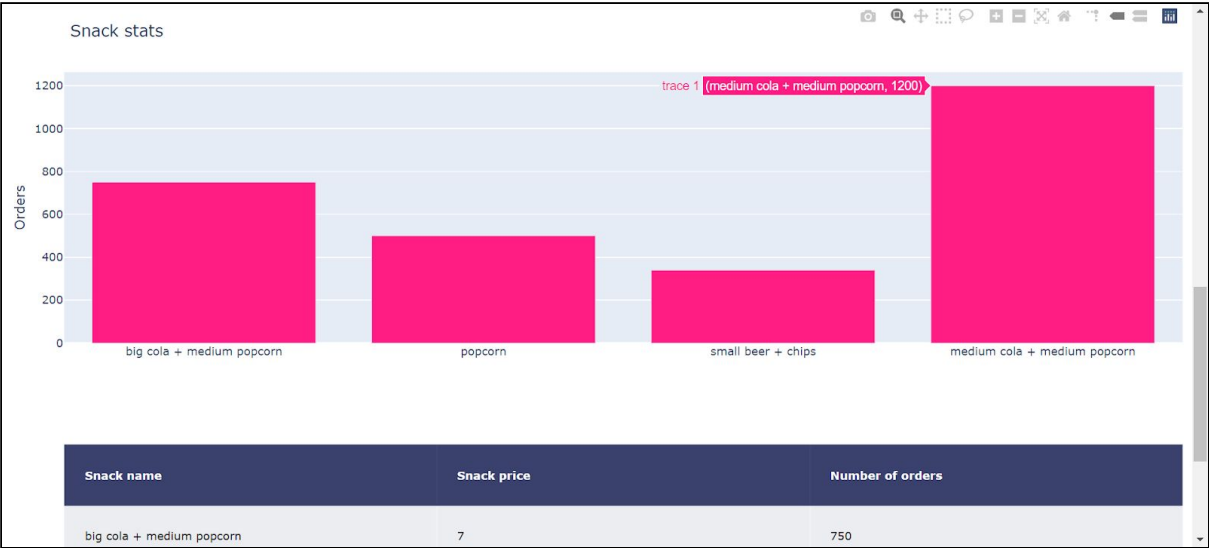 Snack stats
trace 1 (medium cola + medium popcorn, 1200)
1200
1000
800
600
400
200
0
Orders
big cola + medium popcorn popcorn small beer + chips medium cola + medium popcorn
Snack name Snack price Number of orders
big cola + medium popcorn 7 750